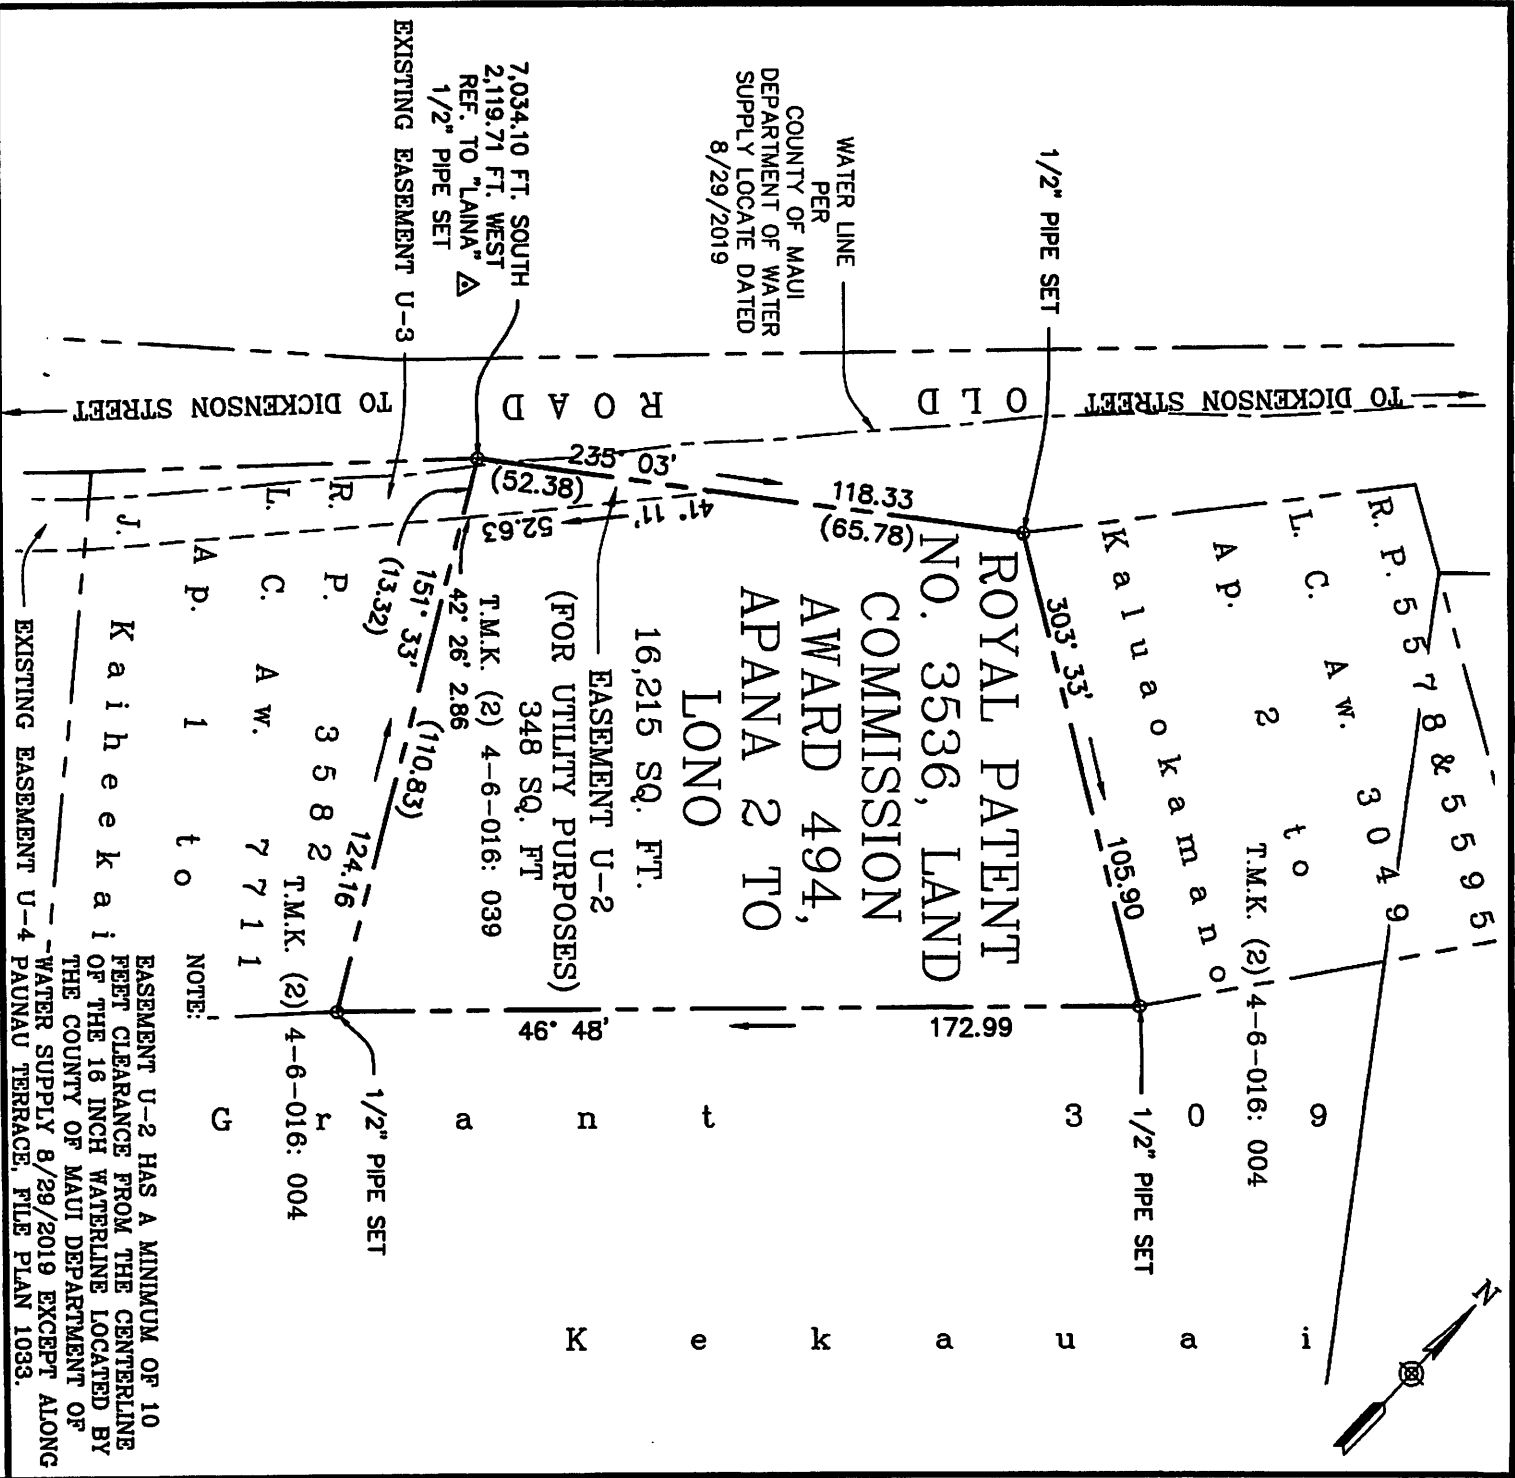 1/2" PIPE SET
WATER LINE
PER
COUNTY OF MAUI
DEPARTMENT OF WATER
SUPPLY LOCATE DATED
8/29/2019
7,034.10 FT. SOUTH
2,119.71 FT. WEST
REF. TO "LAINA"
1/2" PIPE SET
EXISTING EASEMENT U-3
TO DICKENSON STREET
OLD
ROAD
TO DICKENSON STREET
235° 03'
(52.38)
118.33
(65.78)
41° 11'
52.63
R. P. 5578 & 5595
L. C. Aw. 3049
Ap. 2 to
Kaluaokamano
T.M.K. (2) 4-6-016: 004
303° 33'
105.90
ROYAL PATENT
NO. 3536, LAND
COMMISSION
AWARD 494,
APANA 2 TO
LONO
16,215 SQ. FT.
EASEMENT U-2
(FOR UTILITY PURPOSES)
348 SQ. FT
T.M.K. (2) 4-6-016: 039
42° 26' 2.86
151° 33'
(13.32)
(110.83)
124.16
R. P. 3582
L. C. Aw. 7711
Ap. 1 to
J. Kaiheekai
T.M.K. (2) 4-6-016: 004
46° 48'
172.99
1/2" PIPE SET
1/2" PIPE SET
Grant 309
Kekauai
N
EXISTING EASEMENT U-4
NOTE:
EASEMENT U-2 HAS A MINIMUM OF 10
FEET CLEARANCE FROM THE CENTERLINE
OF THE 16 INCH WATERLINE LOCATED BY
THE COUNTY OF MAUI DEPARTMENT OF
WATER SUPPLY 8/29/2019 EXCEPT ALONG
PAUNAU TERRACE, FILE PLAN 1033.